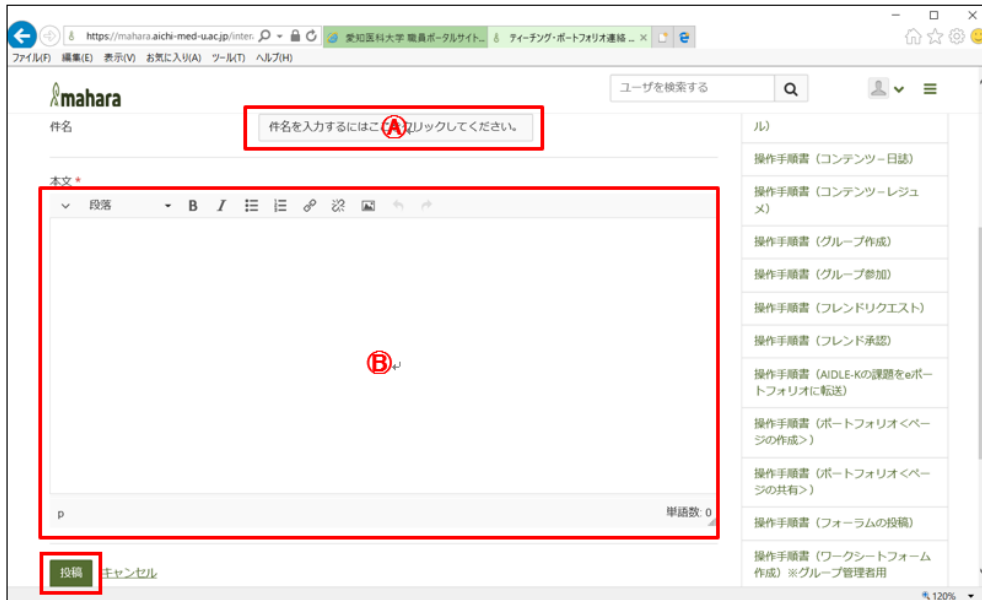 https://mahara.aichi-med-u.ac.jp/inter.
愛知医科大学 職員ポータルサイト...
ティーチング・ポートフォリオ連絡 ...
ファイル(F) 編集(E) 表示(V) お気に入り(A) ツール(T) ヘルプ(H)
mahara
ユーザを検索する
件名
件名を入力するにはここ Ⓐ リックしてください。
本文 *
段落
B I
Ⓑ
p
単語数: 0
投稿 キャンセル
ル)
操作手順書（コンテンツ－日誌）
操作手順書（コンテンツ－レジュ
メ）
操作手順書（グループ作成）
操作手順書（グループ参加）
操作手順書（フレンドリクエスト）
操作手順書（フレンド承認）
操作手順書（AIDLE-Kの課題をeポー
トフォリオに転送）
操作手順書（ポートフォリオ＜ペー
ジの作成＞）
操作手順書（ポートフォリオ＜ペー
ジの共有＞）
操作手順書（フォーラムの投稿）
操作手順書（ワークシートフォーム
作成）※グループ管理者用
120%